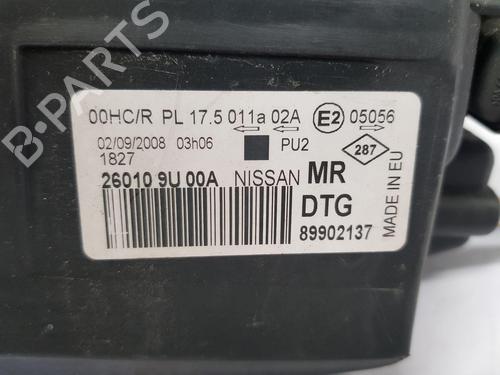 00HC/R PL 17.5 011a 02A E2 05056
02/09/2008 03h06 PU2 287
1827
26010 9U 00A NISSAN MR
DTG
89902137
MADE IN EU
B-PARTS